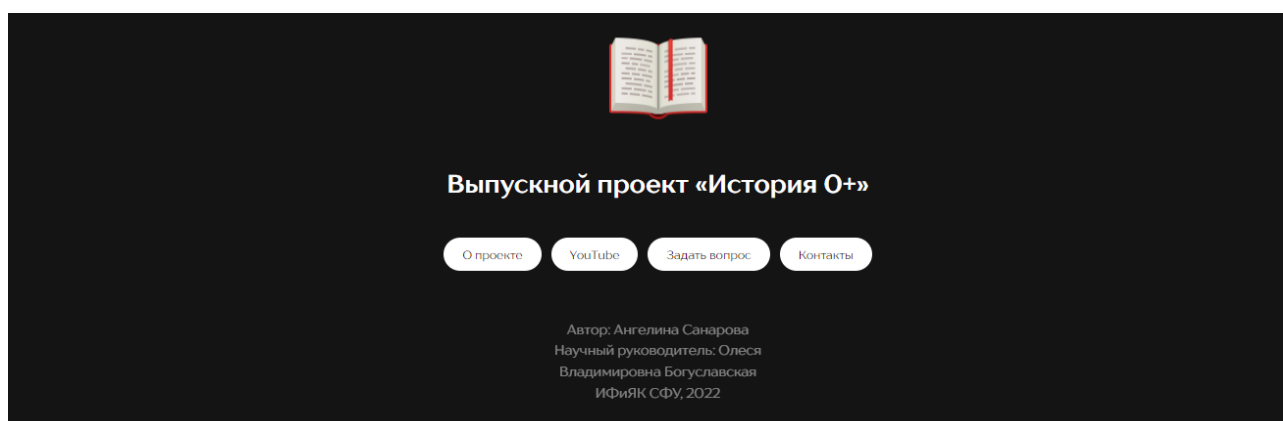 Выпускной проект «История 0+»
О проекте
YouTube
Задать вопрос
Контакты
Автор: Ангелина Санарова
Научный руководитель: Олеся
Владимировна Богуславская
ИФиЯК СФУ, 2022